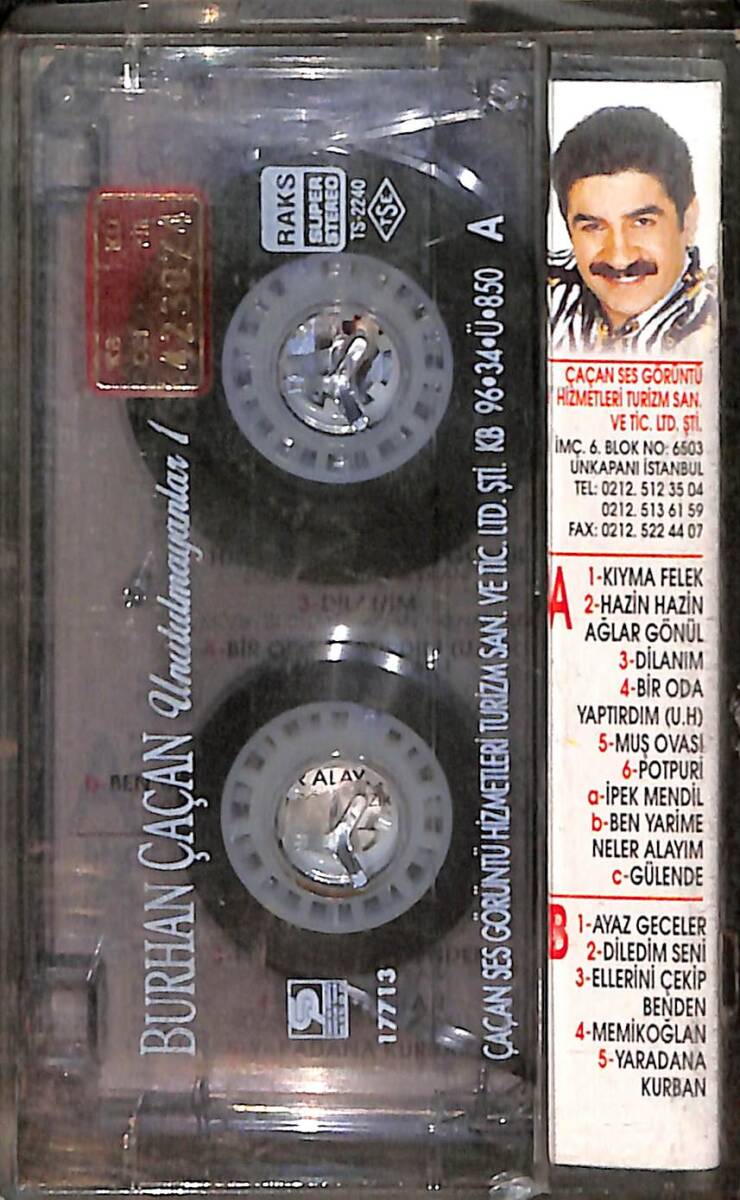 BURHAN ÇAÇAN Unutulmayanlar 1
RAKS
SUPER
STEREO
TS-2240
TSE
A
ÇAÇAN SES GÖRÜNTÜ HİZMETLERİ TURİZM SAN. VE TİC. LTD. ŞTİ. KB 96•34•Ü•850
17713
ÇAÇAN SES GÖRÜNTÜ
HİZMETLERİ TURİZM SAN.
VE TİC. LTD. ŞTİ.
İMÇ. 6. BLOK NO: 6503
UNKAPANI İSTANBUL
TEL: 0212. 512 35 04
0212. 513 61 59
FAX: 0212. 522 44 07
A
1-KIYMA FELEK
2-HAZİN HAZİN
AĞLAR GÖNÜL
3-DİLANIM
4-BİR ODA
YAPTIRDIM (U.H)
5-MUŞ OVASI
6-POTPURİ
a-İPEK MENDİL
b-BEN YARİME
NELER ALAYIM
c-GÜLENDE
B
1-AYAZ GECELER
2-DİLEDİM SENİ
3-ELLERİNİ ÇEKİP
BENDEN
4-MEMİKOĞLAN
5-YARADANA
KURBAN